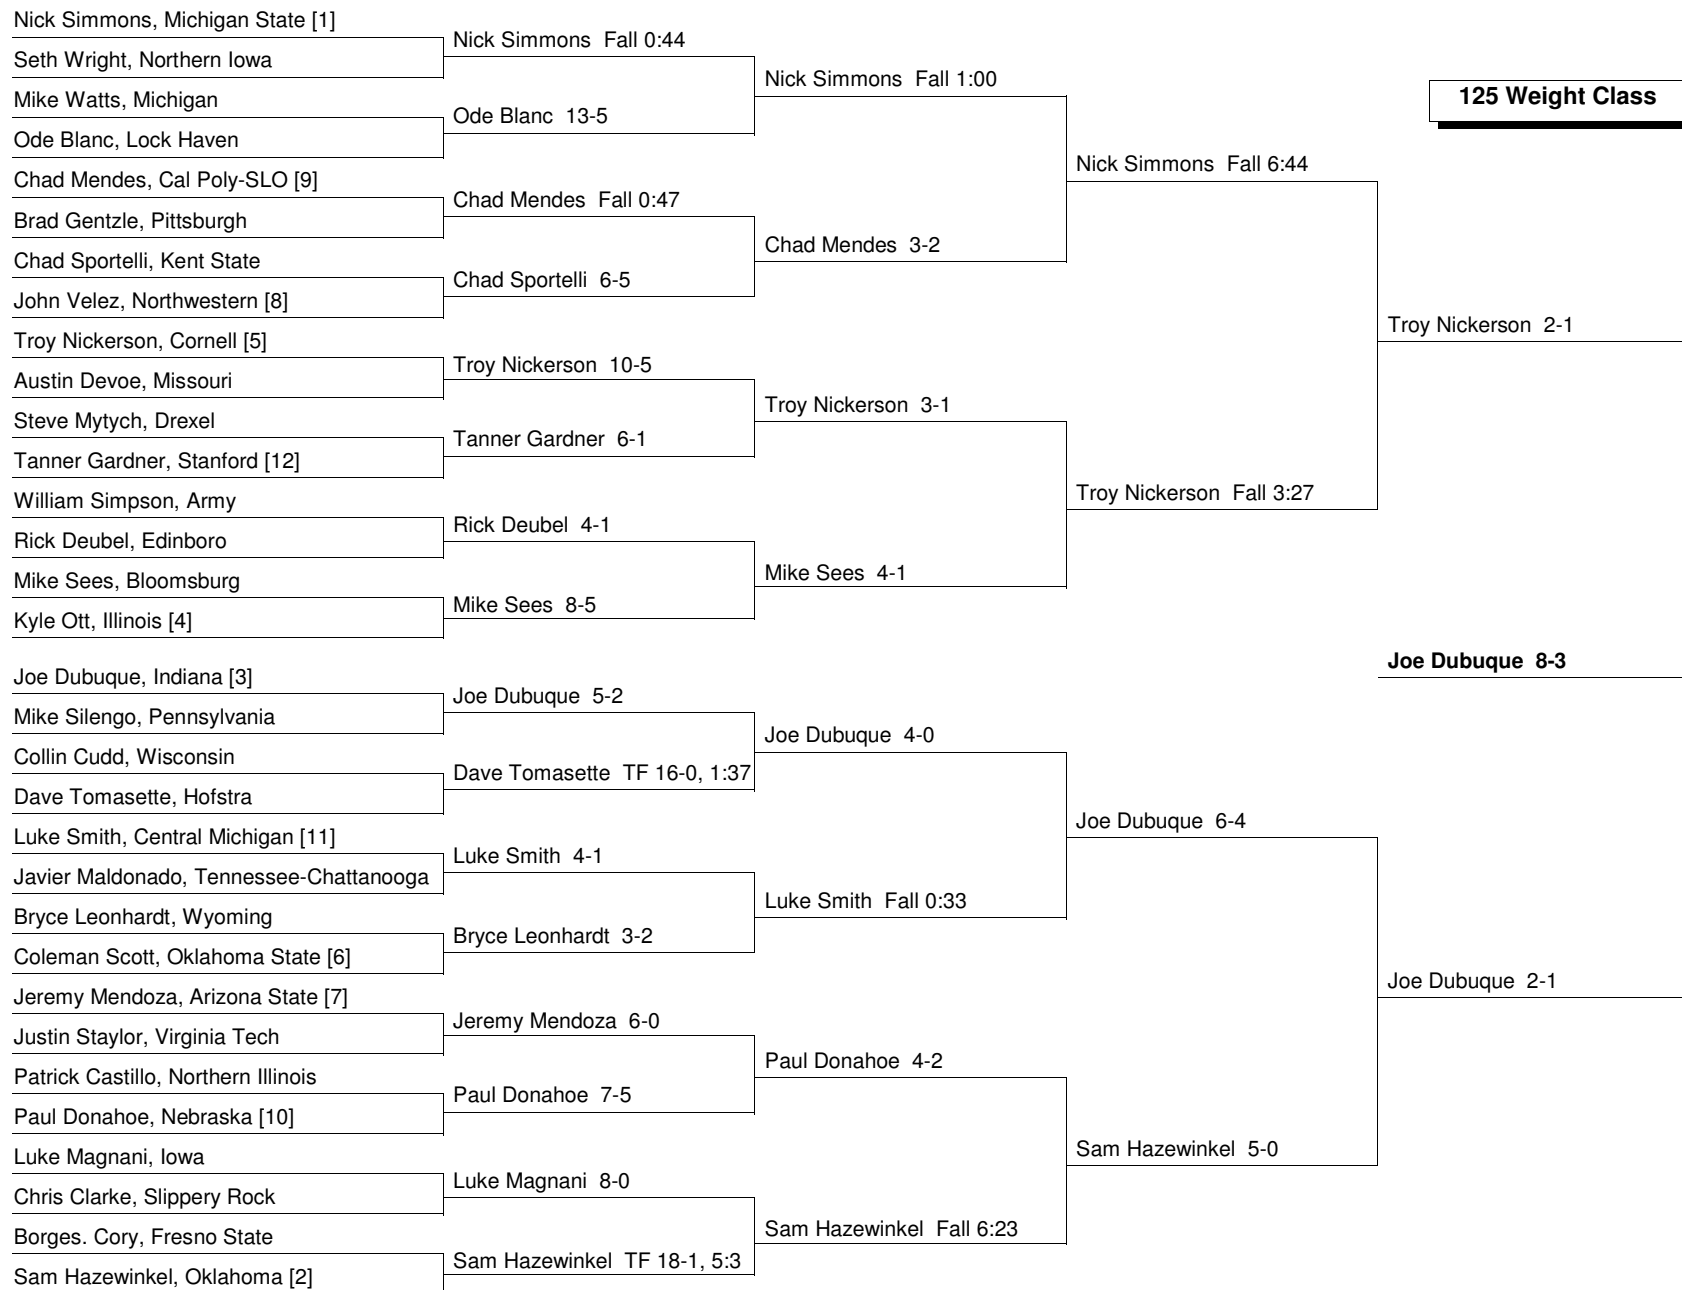 Nick Simmons, Michigan State [1]
Seth Wright, Northern Iowa
Mike Watts, Michigan
Ode Blanc, Lock Haven
Chad Mendes, Cal Poly-SLO [9]
Brad Gentzle, Pittsburgh
Chad Sportelli, Kent State
John Velez, Northwestern [8]
Troy Nickerson, Cornell [5]
Austin Devoe, Missouri
Steve Mytych, Drexel
Tanner Gardner, Stanford [12]
William Simpson, Army
Rick Deubel, Edinboro
Mike Sees, Bloomsburg
Kyle Ott, Illinois [4]
Joe Dubuque, Indiana [3]
Mike Silengo, Pennsylvania
Collin Cudd, Wisconsin
Dave Tomasette, Hofstra
Luke Smith, Central Michigan [11]
Javier Maldonado, Tennessee-Chattanooga
Bryce Leonhardt, Wyoming
Coleman Scott, Oklahoma State [6]
Jeremy Mendoza, Arizona State [7]
Justin Staylor, Virginia Tech
Patrick Castillo, Northern Illinois
Paul Donahoe, Nebraska [10]
Luke Magnani, Iowa
Chris Clarke, Slippery Rock
Borges. Cory, Fresno State
Sam Hazewinkel, Oklahoma [2]
Nick Simmons Fall 0:44
Ode Blanc 13-5
Chad Mendes Fall 0:47
Chad Sportelli 6-5
Troy Nickerson 10-5
Tanner Gardner 6-1
Rick Deubel 4-1
Mike Sees 8-5
Joe Dubuque 5-2
Dave Tomasette TF 16-0, 1:37
Luke Smith 4-1
Bryce Leonhardt 3-2
Jeremy Mendoza 6-0
Paul Donahoe 7-5
Luke Magnani 8-0
Sam Hazewinkel TF 18-1, 5:3
Nick Simmons Fall 1:00
Chad Mendes 3-2
Troy Nickerson 3-1
Mike Sees 4-1
Joe Dubuque 4-0
Luke Smith Fall 0:33
Paul Donahoe 4-2
Sam Hazewinkel Fall 6:23
Nick Simmons Fall 6:44
Troy Nickerson Fall 3:27
Joe Dubuque 6-4
Sam Hazewinkel 5-0
125 Weight Class
Troy Nickerson 2-1
Joe Dubuque 8-3
Joe Dubuque 2-1